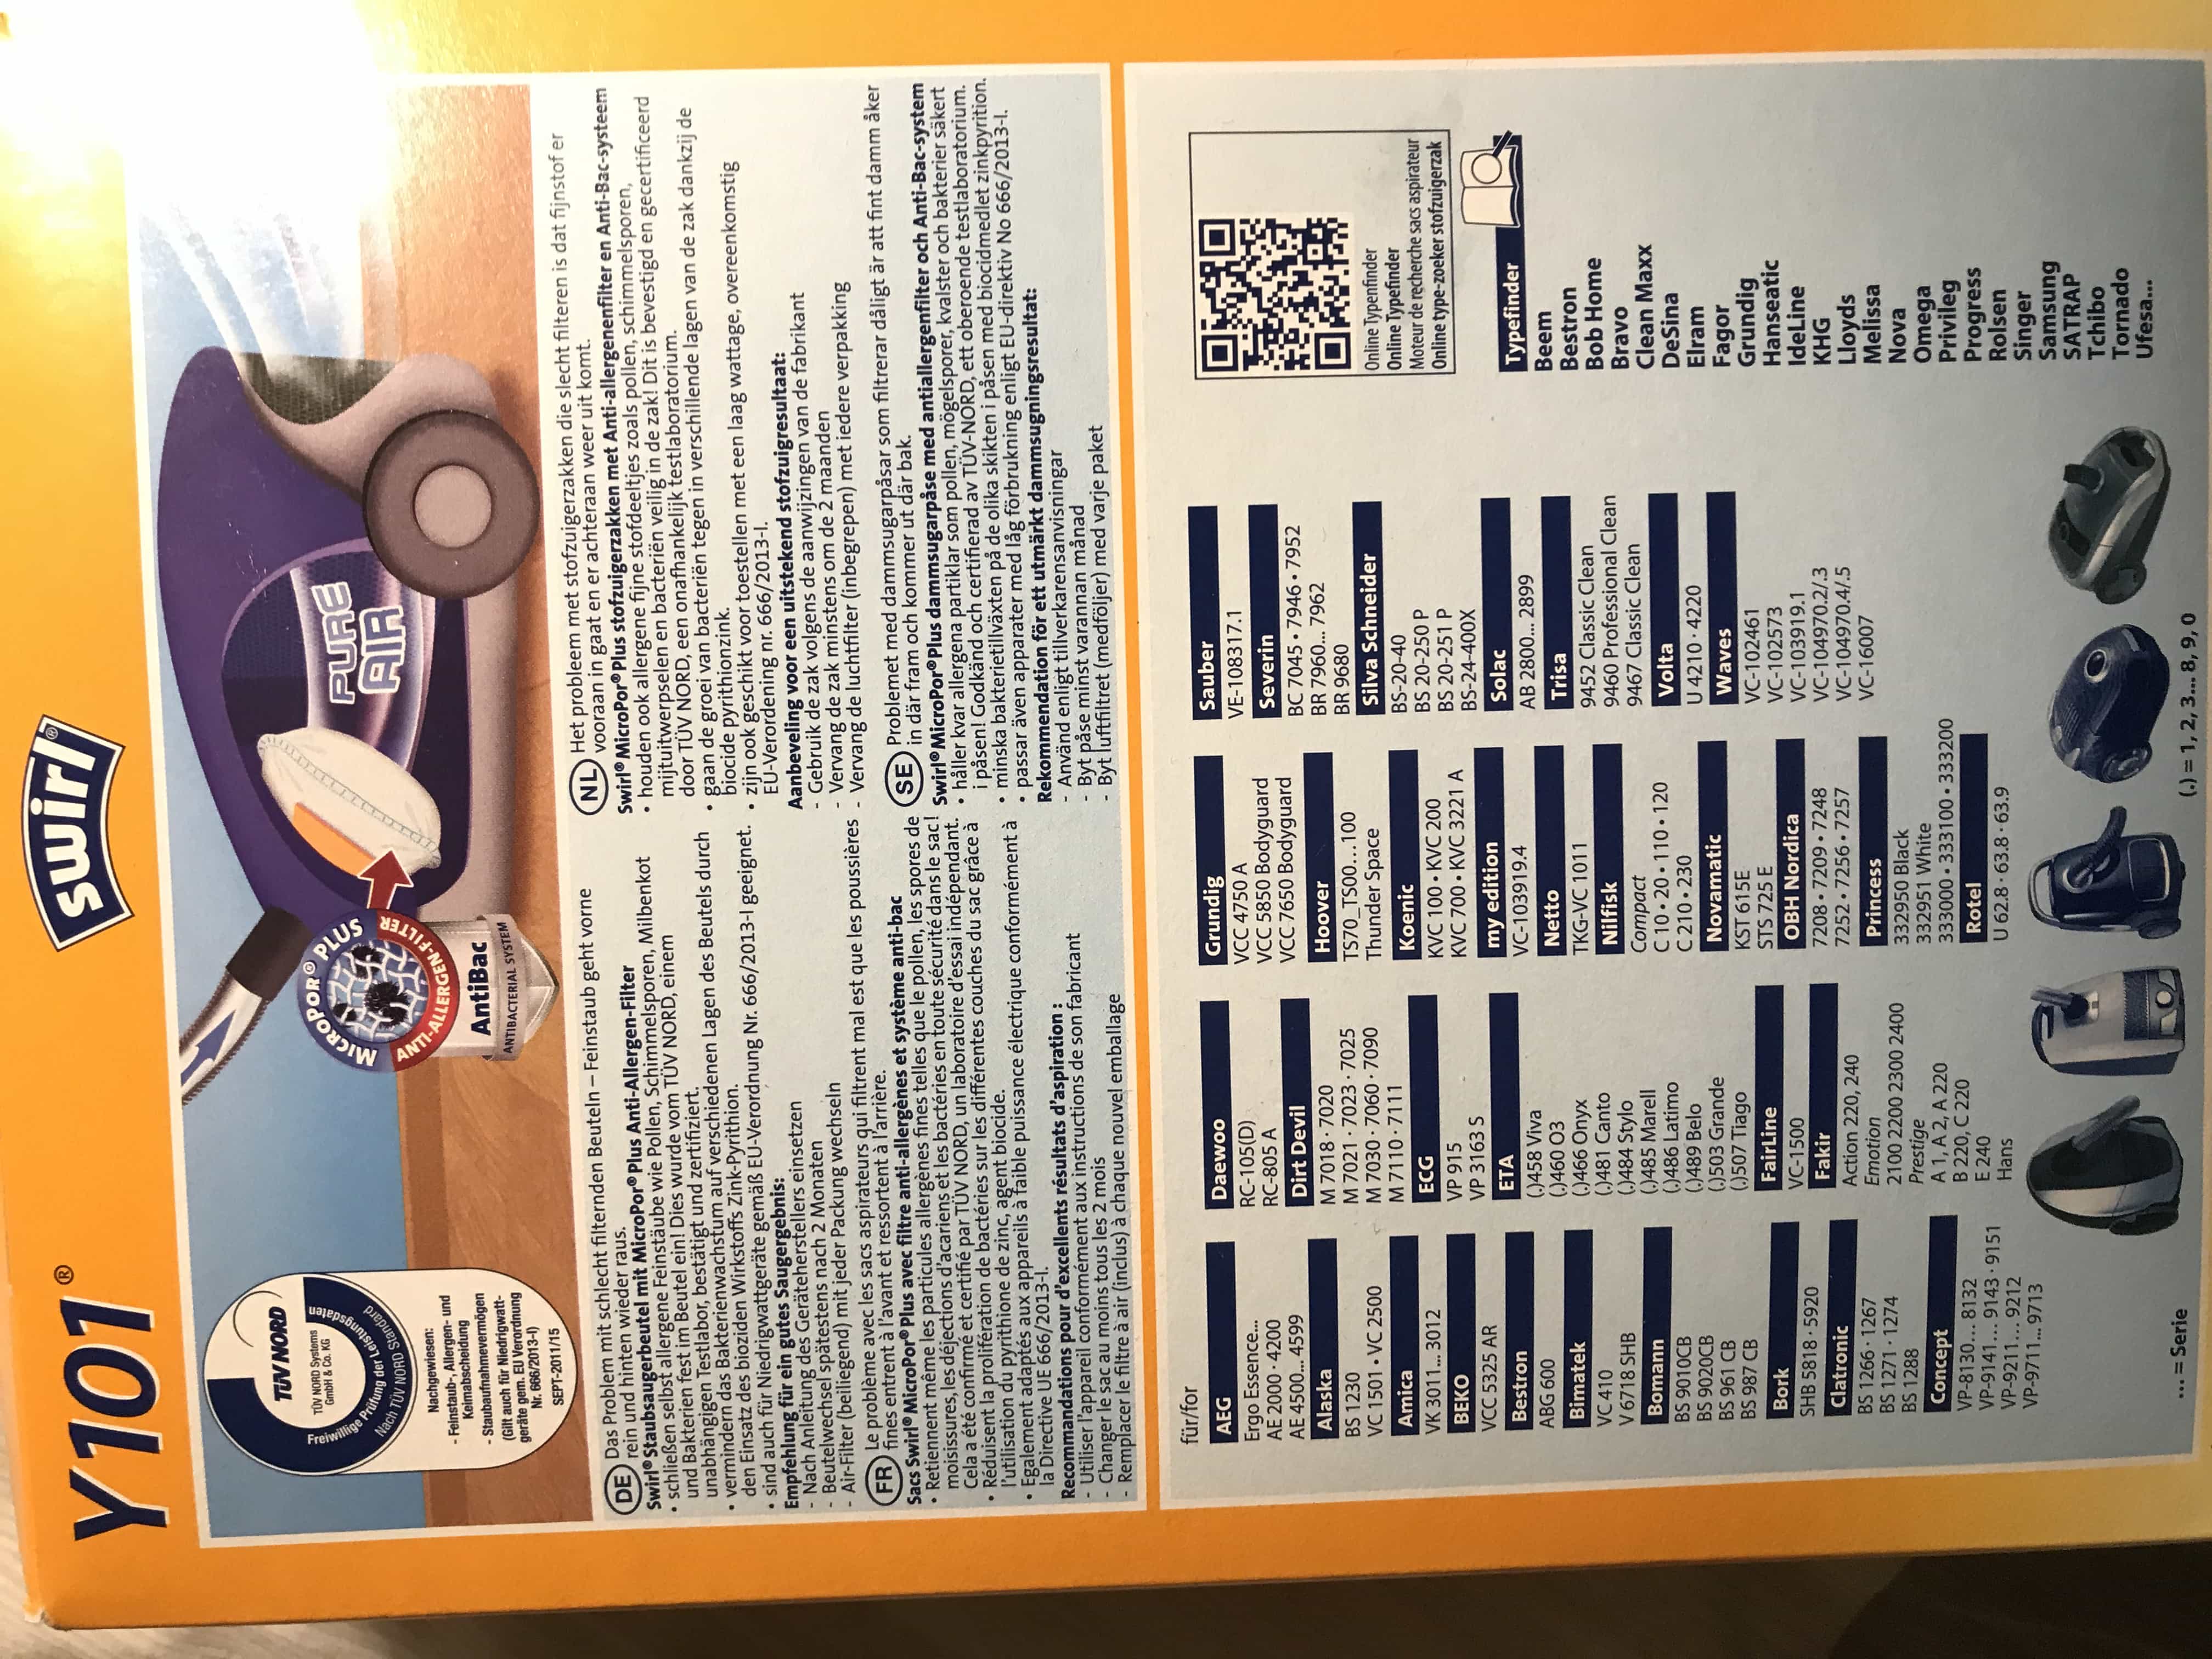 Y101®
swirl®
TÜV NORD
TÜV NORD Systems
GmbH & Co. KG
Freiwillige Prüfung der Leistungsdaten
Nach TÜV NORD Standard
Nachgewiesen:
- Feinstaub-, Allergen- und
Keimabscheidung
- Staubaufnahmevermögen
(Gilt auch für Niedrigwatt-
geräte gem. EU Verordnung
Nr. 666/2013-I)
SEPT-2011/15
MICROPOR® PLUS
ANTI-ALLERGEN-FILTER
AntiBac
ANTIBACTERIAL SYSTEM
PURE
AIR
DE Das Problem mit schlecht filternden Beuteln – Feinstaub geht vorne
rein und hinten wieder raus.
Swirl® Staubsaugerbeutel mit MicroPor® Plus Anti-Allergen-Filter
• schließen selbst allergene Feinstäube wie Pollen, Schimmelsporen, Milbenkot
und Bakterien fest im Beutel ein! Dies wurde vom TÜV NORD, einem
unabhängigen Testlabor, bestätigt und zertifiziert.
• vermindern das Bakterienwachstum auf verschiedenen Lagen des Beutels durch
den Einsatz des bioziden Wirkstoffs Zink-Pyrithion.
• sind auch für Niedrigwattgeräte gemäß EU-Verordnung Nr. 666/2013-I geeignet.
Empfehlung für ein gutes Saugergebnis:
- Nach Anleitung des Geräteherstellers einsetzen
- Beutelwechsel spätestens nach 2 Monaten
- Air-Filter (beiliegend) mit jeder Packung wechseln
FR Le problème avec les sacs aspirateurs qui filtrent mal est que les poussières
fines entrent à l'avant et ressortent à l'arrière.
Sacs Swirl® MicroPor® Plus avec filtre anti-allergènes et système anti-bac
• Retiennent même les particules allergènes fines telles que le pollen, les spores de
moisissures, les déjections d'acariens et les bactéries en toute sécurité dans le sac!
Cela a été confirmé et certifié par TÜV NORD, un laboratoire d'essai indépendant.
• Réduisent la prolifération de bactéries sur les différentes couches du sac grâce à
l'utilisation du pyrithione de zinc, agent biocide.
• Egalement adaptés aux appareils à faible puissance électrique conformément à
la Directive UE 666/2013-I.
Recommandations pour d'excellents résultats d'aspiration :
- Utiliser l'appareil conformément aux instructions de son fabricant
- Changer le sac au moins tous les 2 mois
- Remplacer le filtre à air (inclus) à chaque nouvel emballage
NL Het probleem met stofzuigerzakken die slecht filteren is dat fijnstof er
vooraan in gaat en er achteraan weer uit komt.
Swirl® MicroPor® Plus stofzuigerzakken met Anti-allergenenfilter en Anti-Bac-systeem
• houden ook allergene fijne stofdeeltjes zoals pollen, schimmelsporen,
mijtuitwerpselen en bacteriën veilig in de zak! Dit is bevestigd en gecertificeerd
door TÜV NORD, een onafhankelijk testlaboratorium.
• gaan de groei van bacteriën tegen in verschillende lagen van de zak dankzij de
biocide pyrithionzink.
• zijn ook geschikt voor toestellen met een laag wattage, overeenkomstig
EU-Verordening nr. 666/2013-I.
Aanbeveling voor een uitstekend stofzuigresultaat:
- Gebruik de zak volgens de aanwijzingen van de fabrikant
- Vervang de zak minstens om de 2 maanden
- Vervang de luchtfilter (inbegrepen) met iedere verpakking
SE Problemet med dammsugarpåsar som filtrerar dåligt är att fint damm åker
in där fram och kommer ut där bak.
Swirl® MicroPor® Plus dammsugarpåse med antiallergenfilter och Anti-Bac-system
• håller kvar allergena partiklar som pollen, mögelsporer, kvalster och bakterier säkert
i påsen! Godkänd och certifierad av TÜV-NORD, ett oberoende testlaboratorium.
• minska bakterietillväxten på de olika skikten i påsen med biocidmedlet zinkpyrition.
• passar även apparater med låg förbrukning enligt EU-direktiv No 666/2013-I.
Rekommendation för ett utmärkt dammsugningsresultat:
- Använd enligt tillverkarensanvisningar
- Byt påse minst varannan månad
- Byt luftfiltret (medföljer) med varje paket
für/for
AEG
Ergo Essence...
AE 2000 · 4200
AE 4500... 4599
Alaska
BS 1230
VC 1501 • VC 2500
Amica
VK 3011 ... 3012
BEKO
VCC 5325 AR
Bestron
ABG 600
Bimatek
VC 410
V 6718 SHB
Bomann
BS 9010CB
BS 9020CB
BS 961 CB
BS 987 CB
Bork
SHB 5818 · 5920
Clatronic
BS 1266 · 1267
BS 1271 · 1274
BS 1288
Concept
VP-8130... 8132
VP-9141 ... 9143 · 9151
VP-9211 ... 9212
VP-9711 ... 9713
Daewoo
RC-105(D)
RC-805 A
Dirt Devil
M 7018 · 7020
M 7021 · 7023 · 7025
M 7030 · 7060 · 7090
M 7110 · 7111
ECG
VP 915
VP 3163 S
ETA
(.)458 Viva
(.)460 O3
(.)466 Onyx
(.)481 Canto
(.)484 Stylo
(.)485 Marell
(.)486 Latimo
(.)489 Belo
(.)503 Grande
(.)507 Tiago
FairLine
VC-1500
Fakir
Action 220, 240
Emotion
2100 2200 2300 2400
Prestige
A 1, A 2, A 220
B 220, C 220
E 240
Hans
Grundig
VCC 4750 A
VCC 5850 Bodyguard
VCC 7650 Bodyguard
Hoover
TS70_TS00...100
Thunder Space
Koenic
KVC 100 • KVC 200
KVC 700 • KVC 3221 A
my edition
VC-103919.4
Netto
TKG-VC 1011
Nilfisk
Compact
C 10 • 20 • 110 • 120
C 210 • 230
Novamatic
KST 615E
STS 725 E
OBH Nordica
7208 • 7209 • 7248
7252 • 7256 • 7257
Princess
332950 Black
332951 White
333000 • 333100 • 333200
Rotel
U 62.8 · 63.8 · 63.9
Sauber
VE-108317.1
Severin
BC 7045 • 7946 • 7952
BR 7960... 7962
BR 9680
Silva Schneider
BS-20-40
BS 20-250 P
BS 20-251 P
BS-24-400X
Solac
AB 2800... 2899
Trisa
9452 Classic Clean
9460 Professional Clean
9467 Classic Clean
Volta
U 4210 · 4220
Waves
VC-102461
VC-102573
VC-103919.1
VC-104970.2/.3
VC-104970.4/.5
VC-16007
Online Typenfinder
Online Typefinder
Moteur de recherche sacs aspirateur
Online type-zoeker stofzuigerzak
Typefinder
Beem
Bestron
Bob Home
Bravo
Clean Maxx
DeSina
Elram
Fagor
Grundig
Hanseatic
IdeLine
KHG
Lloyds
Melissa
Nova
Omega
Privileg
Progress
Rolsen
Singer
Samsung
SATRAP
Tchibo
Tornado
Ufesa...
... = Serie
(.) = 1, 2, 3... 8, 9, 0